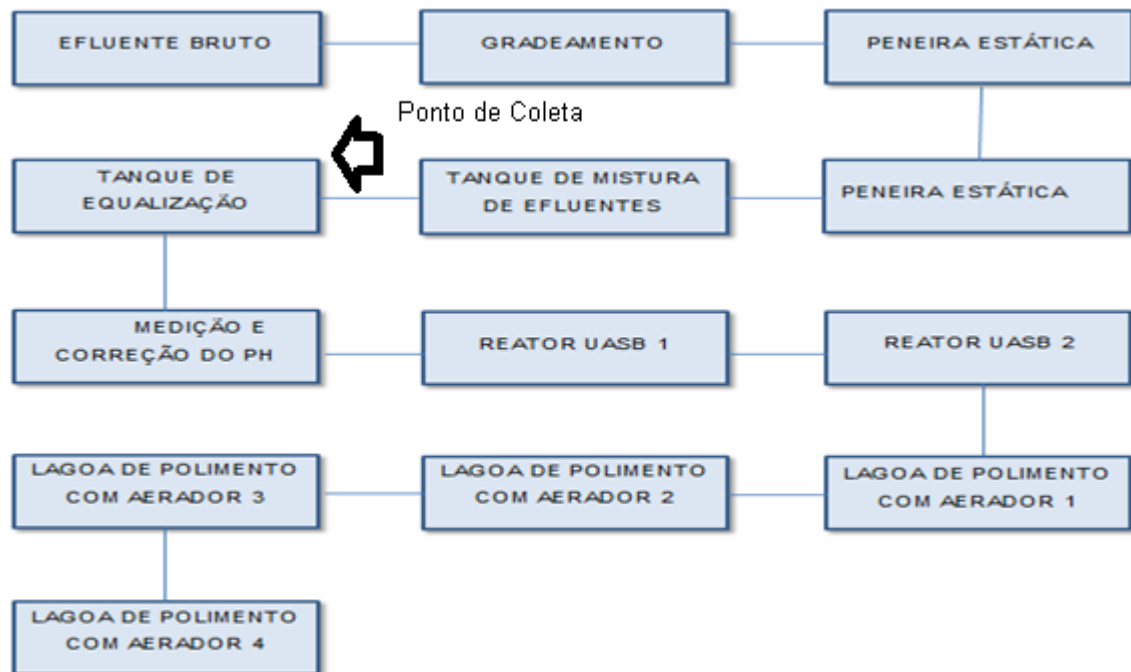 EFLUENTE BRUTO
GRADEAMENTO
PENEIRA ESTÁTICA
Ponto de Coleta
TANQUE DE
EQUALIZAÇÃO
TANQUE DE MISTURA
DE EFLUENTES
PENEIRA ESTÁTICA
MEDIÇÃO E
CORREÇÃO DO PH
REATOR UASB 1
REATOR UASB 2
LAGOA DE POLIMENTO
COM AERADOR 3
LAGOA DE POLIMENTO
COM AERADOR 2
LAGOA DE POLIMENTO
COM AERADOR 1
LAGOA DE POLIMENTO
COM AERADOR 4